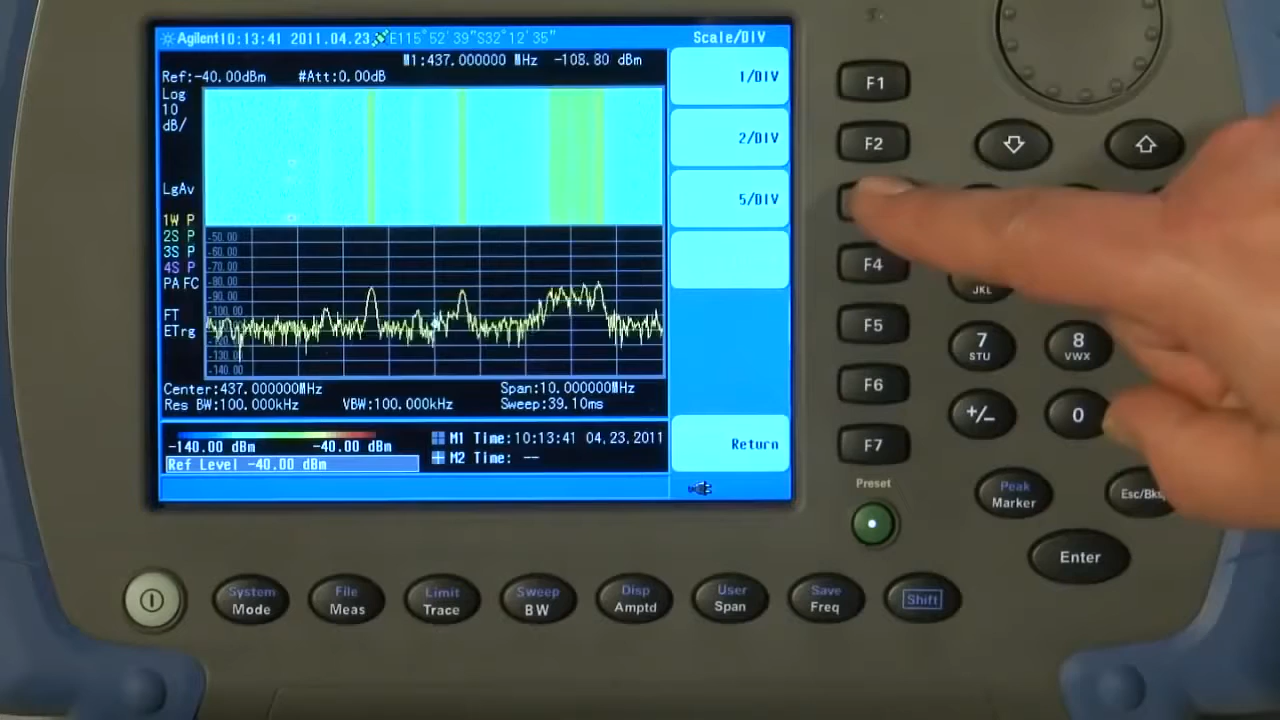 Agilent 10:13:41 2011.04.23 E115°52'39"S32°12'35"
Scale/DIV
M1:437.000000 MHz -108.80 dBm
Ref:-40.00dBm #Att:0.00dB
Log
10
dB/
LgAv
1W P
2S P
3S P
4S P
PA FC
FT
ETrg
-50.00
-60.00
-70.00
-80.00
-90.00
-100.00
-130.00
-140.00
Center:437.000000MHz Span:10.000000MHz
Res BW:100.000kHz VBW:100.000kHz Sweep:39.10ms
-140.00 dBm -40.00 dBm
Ref Level -40.00 dBm
M1 Time:10:13:41 04.23,2011
M2 Time: --
1/DIV
2/DIV
5/DIV
Return
F1
F2
F4
F5
F6
F7
Preset
JKL
7
STU
8
VWX
+/-
0
Peak
Marker
Esc/Bksp
Enter
System
Mode
File
Meas
Limit
Trace
Sweep
BW
Disp
Amptd
User
Span
Save
Freq
Shift